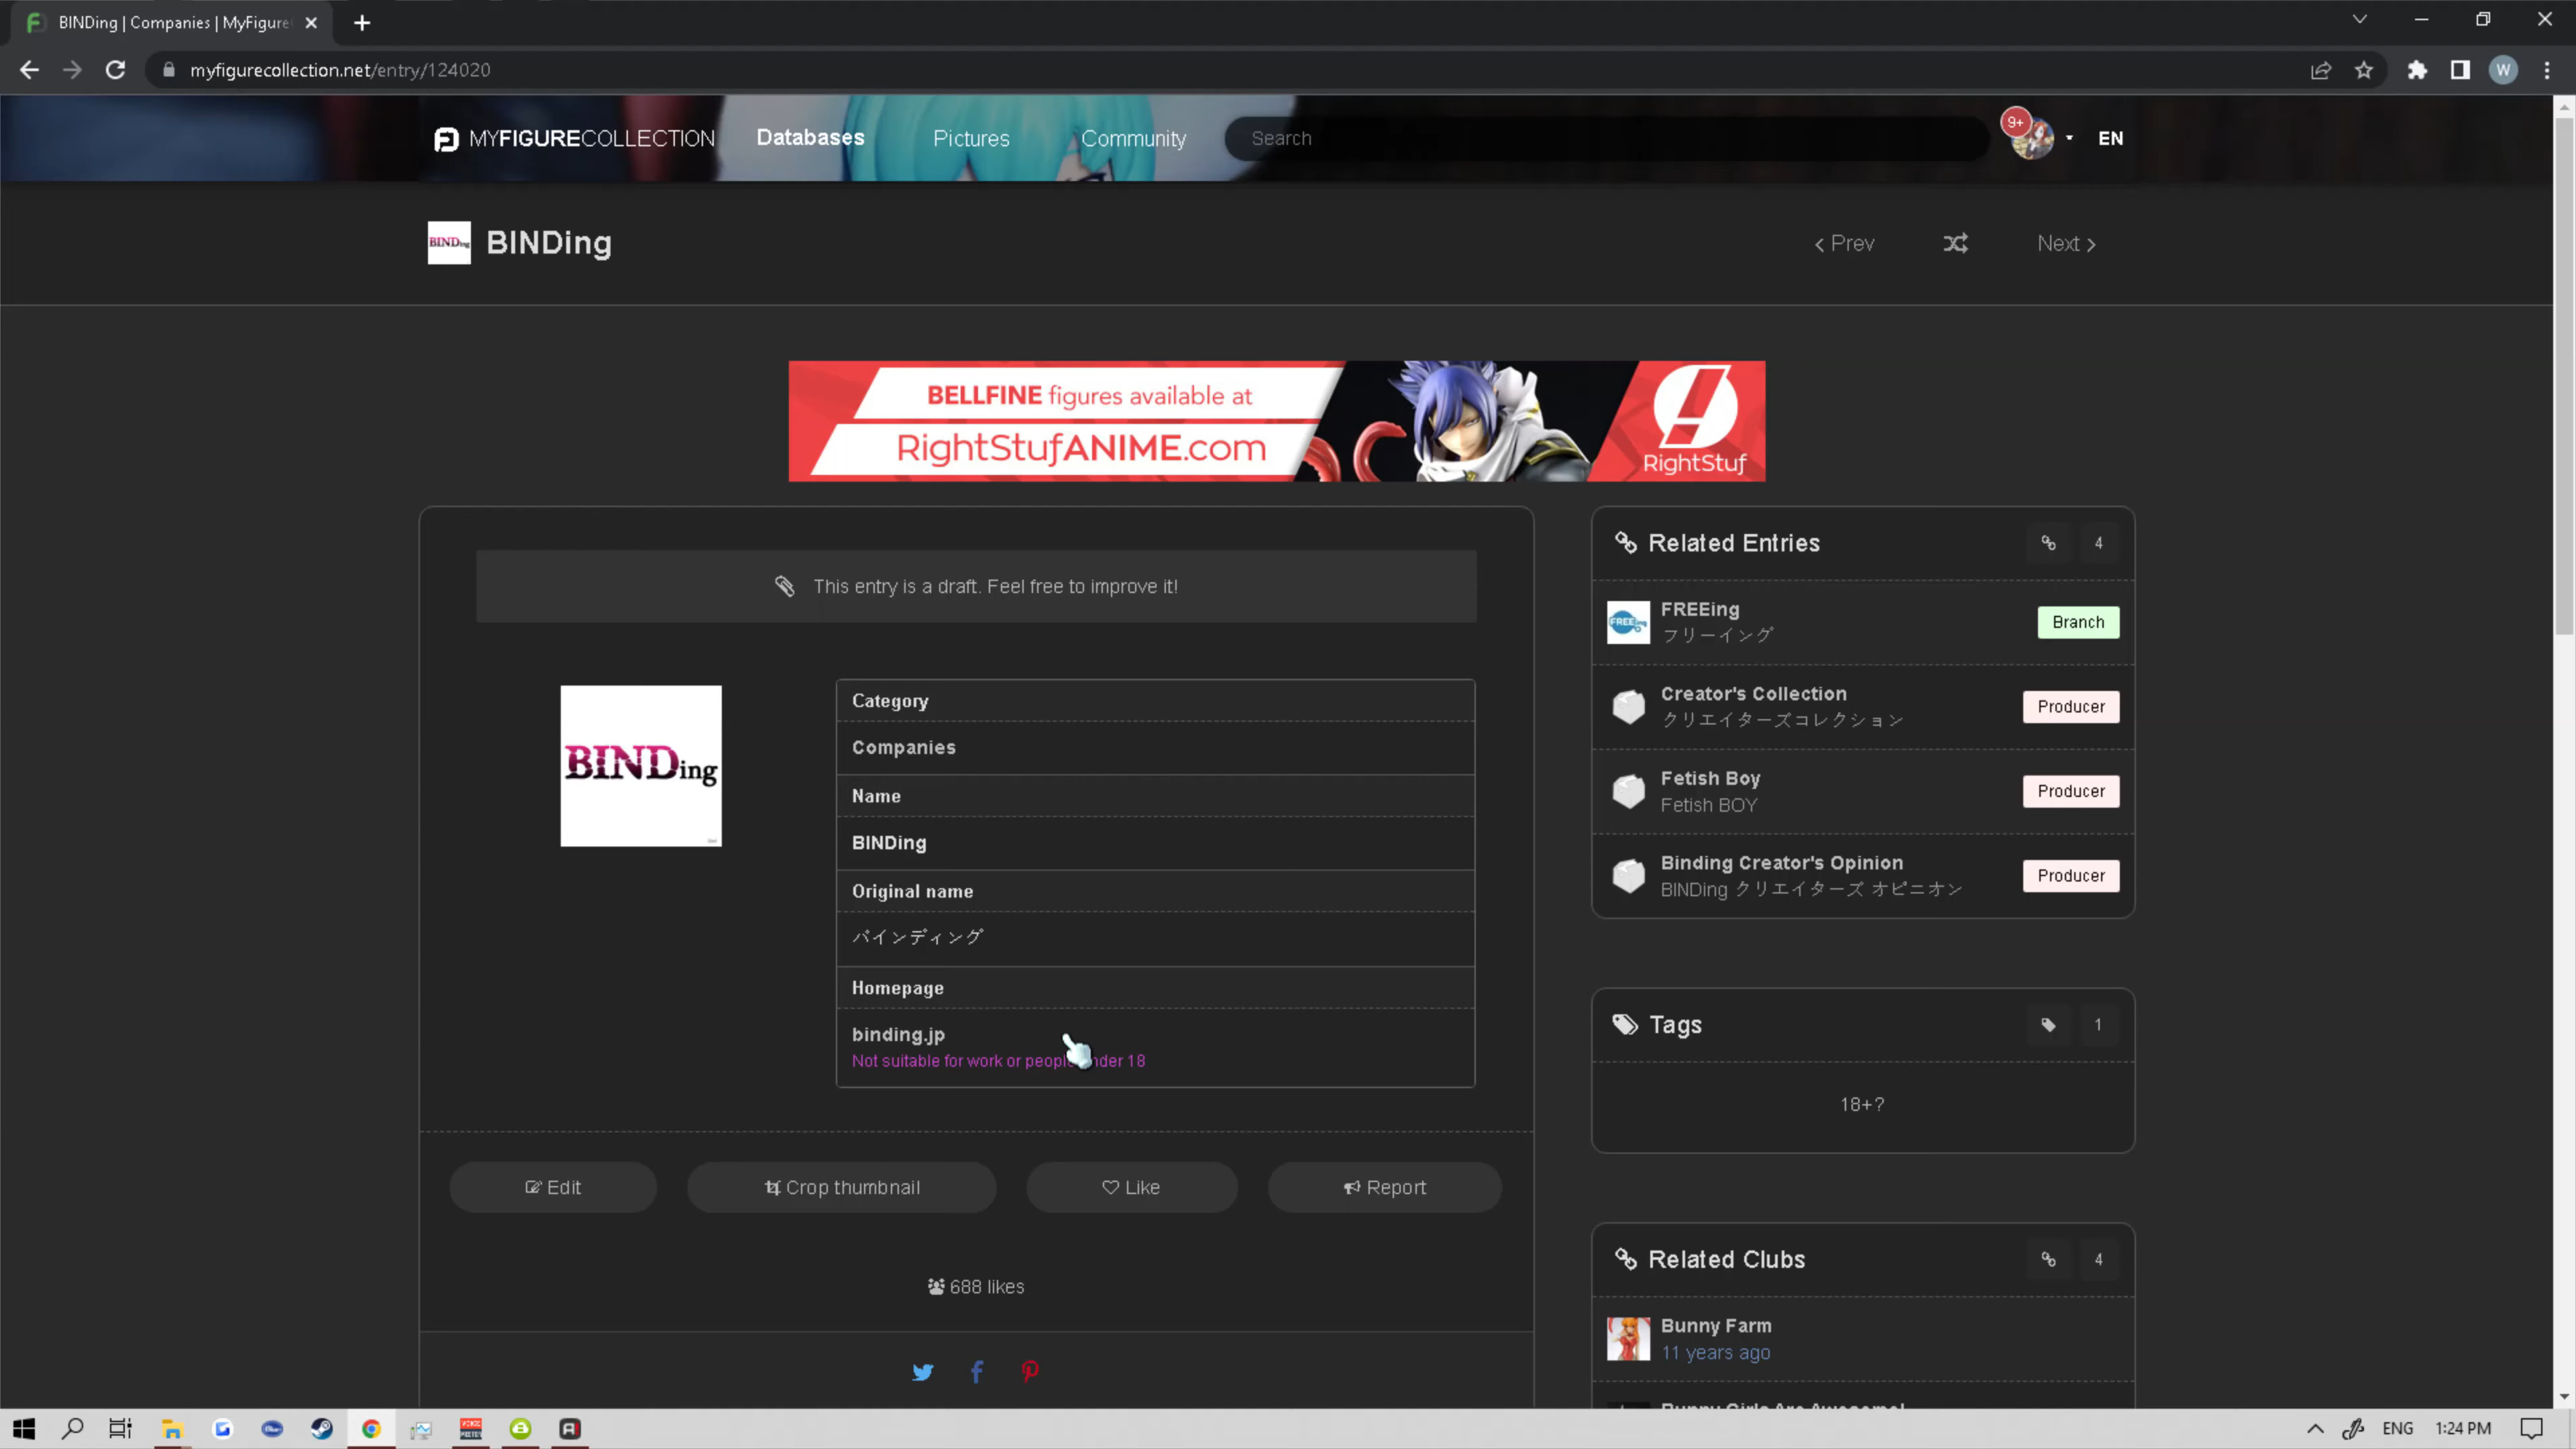 BINDing | Companies | MyFigure
myfigurecollection.net/entry/124020
W
MYFIGURECOLLECTION
Databases
Pictures
Community
Search
9+
EN
BINDing
BINDing
Prev
Next
BELLFINE figures available at
RightStufANIME.com
RightStuf
This entry is a draft. Feel free to improve it!
BINDing
Category
Companies
Name
BINDing
Original name
バインディング
Homepage
binding.jp
Not suitable for work or people under 18
Edit
Crop thumbnail
Like
Report
688 likes
Related Entries
4
FREEing
FREEing
フリーイング
Branch
Creator's Collection
クリエイターズコレクション
Producer
Fetish Boy
Fetish BOY
Producer
Binding Creator's Opinion
BINDing クリエイターズ オピニオン
Producer
Tags
1
18+?
Related Clubs
4
Bunny Farm
11 years ago
Bunny Girls Are Awesome!
ENG
1:24 PM